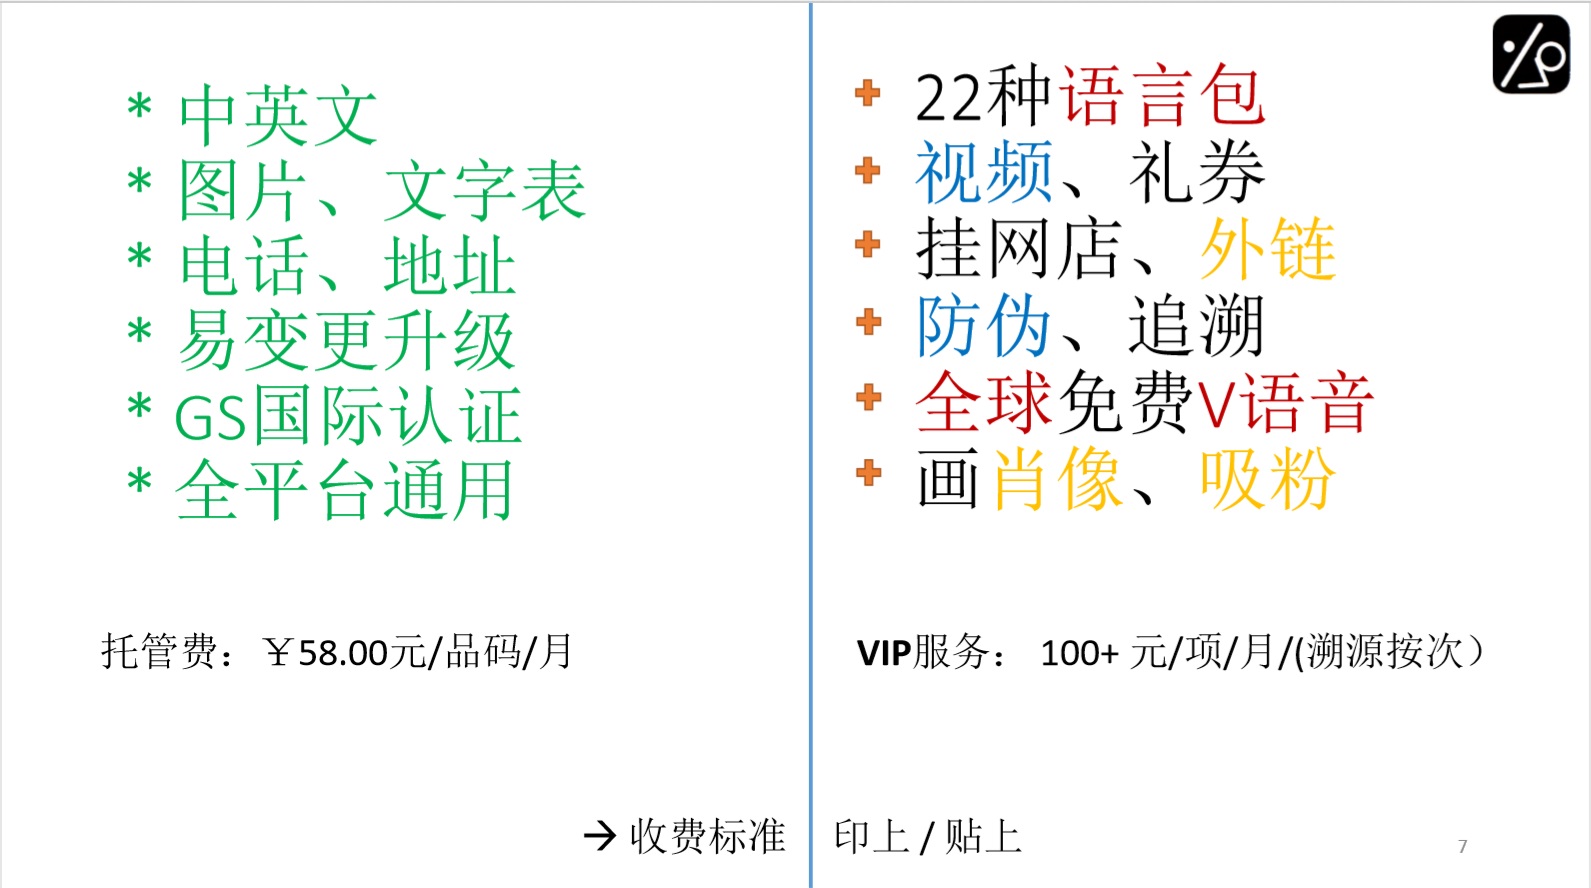 * 中英文
* 图片、文字表
* 电话、地址
* 易变更升级
* GS国际认证
* 全平台通用
托管费：￥58.00元/品码/月
22种语言包
视频、礼券
挂网店、外链
防伪、追溯
全球免费V语音
画肖像、吸粉
VIP服务： 100+ 元/项/月/(溯源按次）
→ 收费标准
印上 / 贴上
7